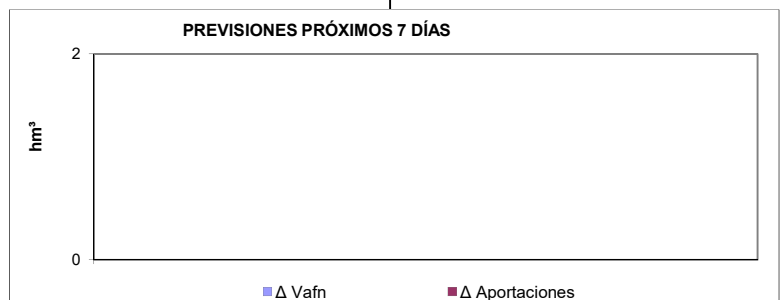 PREVISIONES PRÓXIMOS 7 DÍAS
2
hm³
0
Δ Vafn
Δ Aportaciones